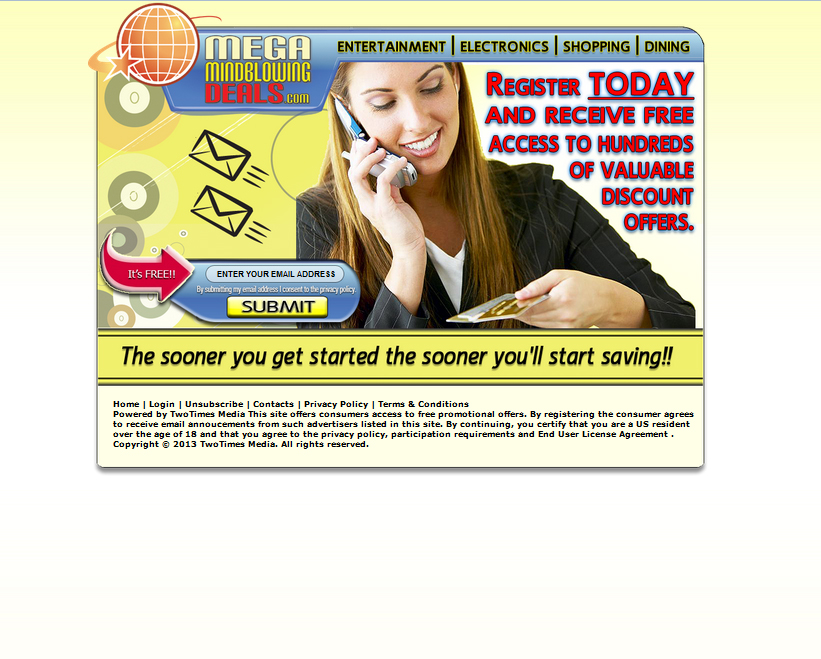 MEGA
MINDBLOWING
DEALS.COM
ENTERTAINMENT | ELECTRONICS | SHOPPING | DINING
REGISTER TODAY
AND RECEIVE FREE
ACCESS TO HUNDREDS
OF VALUABLE
DISCOUNT
OFFERS.
It's FREE!!
ENTER YOUR EMAIL ADDRESS
By submitting my email address I consent to the privacy policy.
SUBMIT
The sooner you get started the sooner you'll start saving!!
Home | Login | Unsubscribe | Contacts | Privacy Policy | Terms & Conditions
Powered by TwoTimes Media This site offers consumers access to free promotional offers. By registering the consumer agrees
to receive email annoucements from such advertisers listed in this site. By continuing, you certify that you are a US resident
over the age of 18 and that you agree to the privacy policy, participation requirements and End User License Agreement .
Copyright © 2013 TwoTimes Media. All rights reserved.